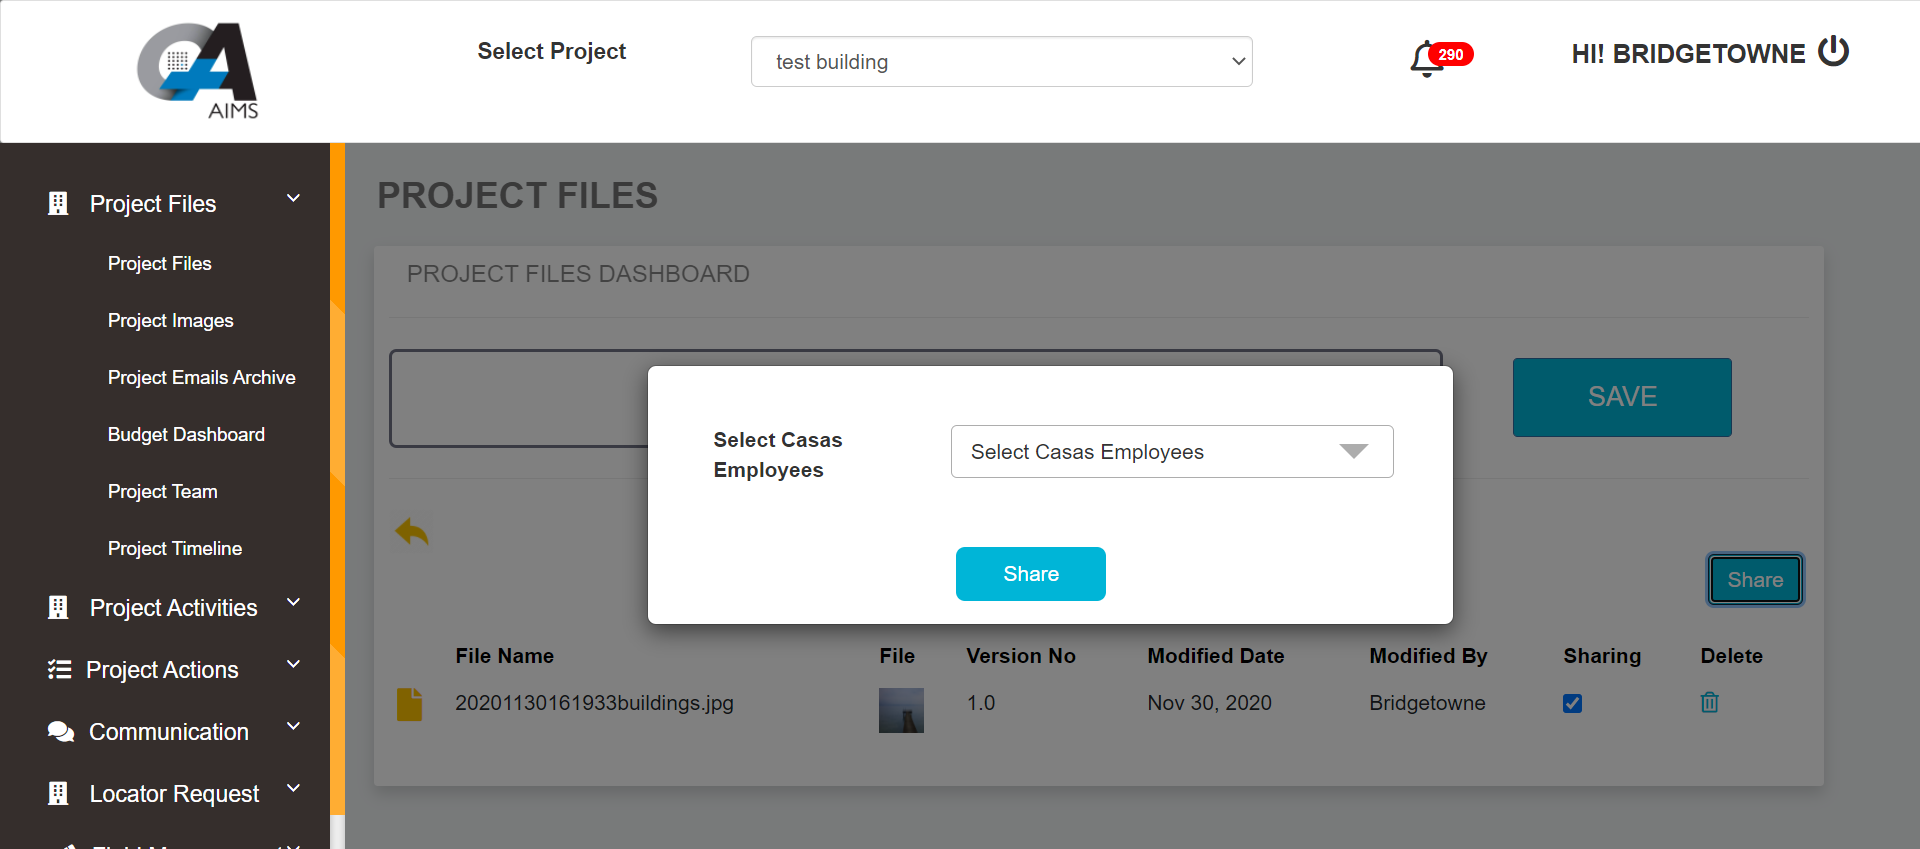 AIMS
Select Project
test building
290
HI! BRIDGETOWNE
Project Files
Project Files
Project Images
Project Emails Archive
Budget Dashboard
Project Team
Project Timeline
Project Activities
Project Actions
Communication
Locator Request
PROJECT FILES
PROJECT FILES DASHBOARD
SAVE
Select Casas
Employees
Select Casas Employees
Share
Share
File Name File Version No Modified Date Modified By Sharing Delete
20201130161933buildings.jpg 1.0 Nov 30, 2020 Bridgetowne